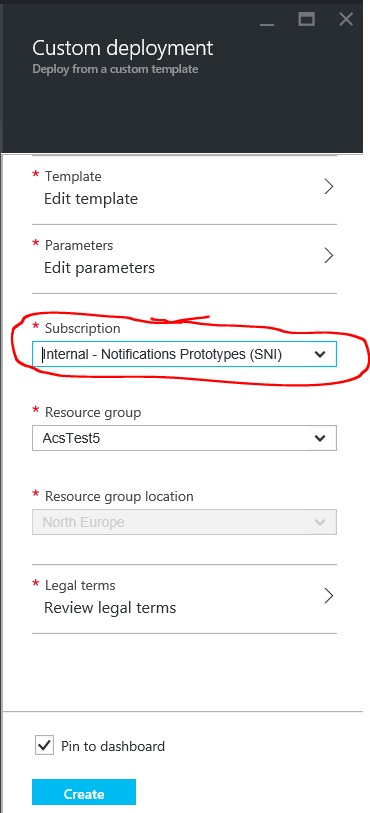 Custom deployment
Deploy from a custom template
* Template
Edit template
* Parameters
Edit parameters
* Subscription
Internal - Notifications Prototypes (SNI)
* Resource group
AcsTest5
* Resource group location
North Europe
* Legal terms
Review legal terms
Pin to dashboard
Create